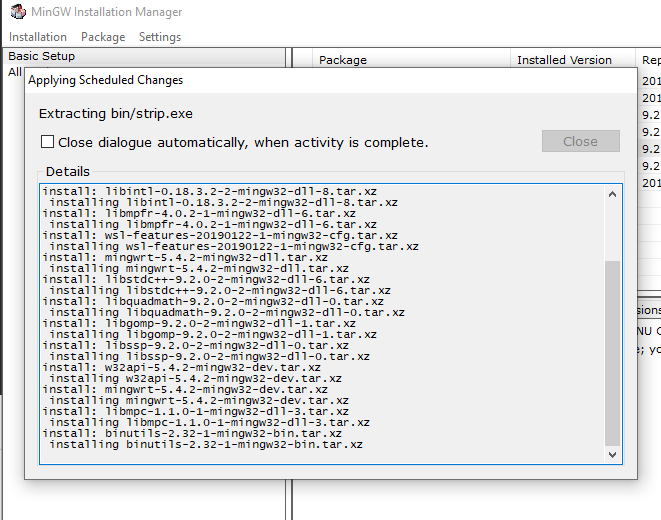 MinGW Installation Manager
Installation Package Settings
Basic Setup
All
Package Installed Version Rep
Applying Scheduled Changes
Extracting bin/strip.exe
Close dialogue automatically, when activity is complete.
Close
Details
install: libintl-0.18.3.2-2-mingw32-dll-8.tar.xz
installing libintl-0.18.3.2-2-mingw32-dll-8.tar.xz
install: libmpfr-4.0.2-1-mingw32-dll-6.tar.xz
installing libmpfr-4.0.2-1-mingw32-dll-6.tar.xz
install: wsl-features-20190122-1-mingw32-cfg.tar.xz
installing wsl-features-20190122-1-mingw32-cfg.tar.xz
install: mingwrt-5.4.2-mingw32-dll.tar.xz
installing mingwrt-5.4.2-mingw32-dll.tar.xz
install: libstdc++-9.2.0-2-mingw32-dll-6.tar.xz
installing libstdc++-9.2.0-2-mingw32-dll-6.tar.xz
install: libquadmath-9.2.0-2-mingw32-dll-0.tar.xz
installing libquadmath-9.2.0-2-mingw32-dll-0.tar.xz
install: libgomp-9.2.0-2-mingw32-dll-1.tar.xz
installing libgomp-9.2.0-2-mingw32-dll-1.tar.xz
install: libssp-9.2.0-2-mingw32-dll-0.tar.xz
installing libssp-9.2.0-2-mingw32-dll-0.tar.xz
install: w32api-5.4.2-mingw32-dev.tar.xz
installing w32api-5.4.2-mingw32-dev.tar.xz
install: mingwrt-5.4.2-mingw32-dev.tar.xz
installing mingwrt-5.4.2-mingw32-dev.tar.xz
install: libmpc-1.1.0-1-mingw32-dll-3.tar.xz
installing libmpc-1.1.0-1-mingw32-dll-3.tar.xz
install: binutils-2.32-1-mingw32-bin.tar.xz
installing binutils-2.32-1-mingw32-bin.tar.xz
201
201
9.2
9.2
9.2
9.2
201
sions
NU C
e; yo